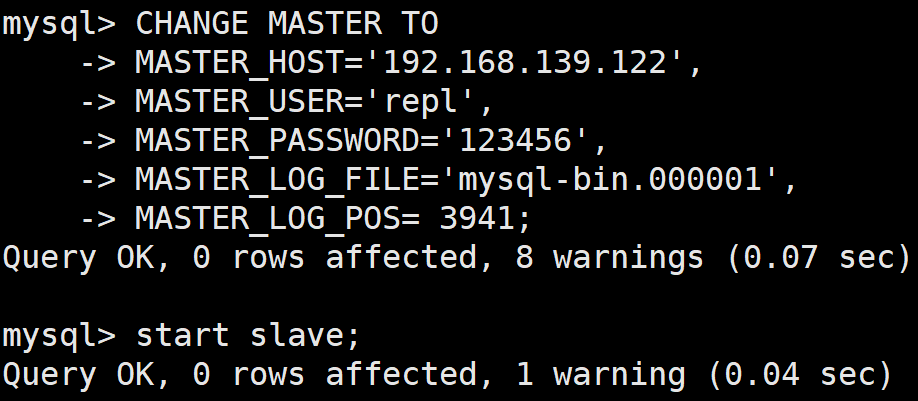 mysql> CHANGE MASTER TO
    -> MASTER_HOST='192.168.139.122',
    -> MASTER_USER='repl',
    -> MASTER_PASSWORD='123456',
    -> MASTER_LOG_FILE='mysql-bin.000001',
    -> MASTER_LOG_POS= 3941;
Query OK, 0 rows affected, 8 warnings (0.07 sec)

mysql> start slave;
Query OK, 0 rows affected, 1 warning (0.04 sec)